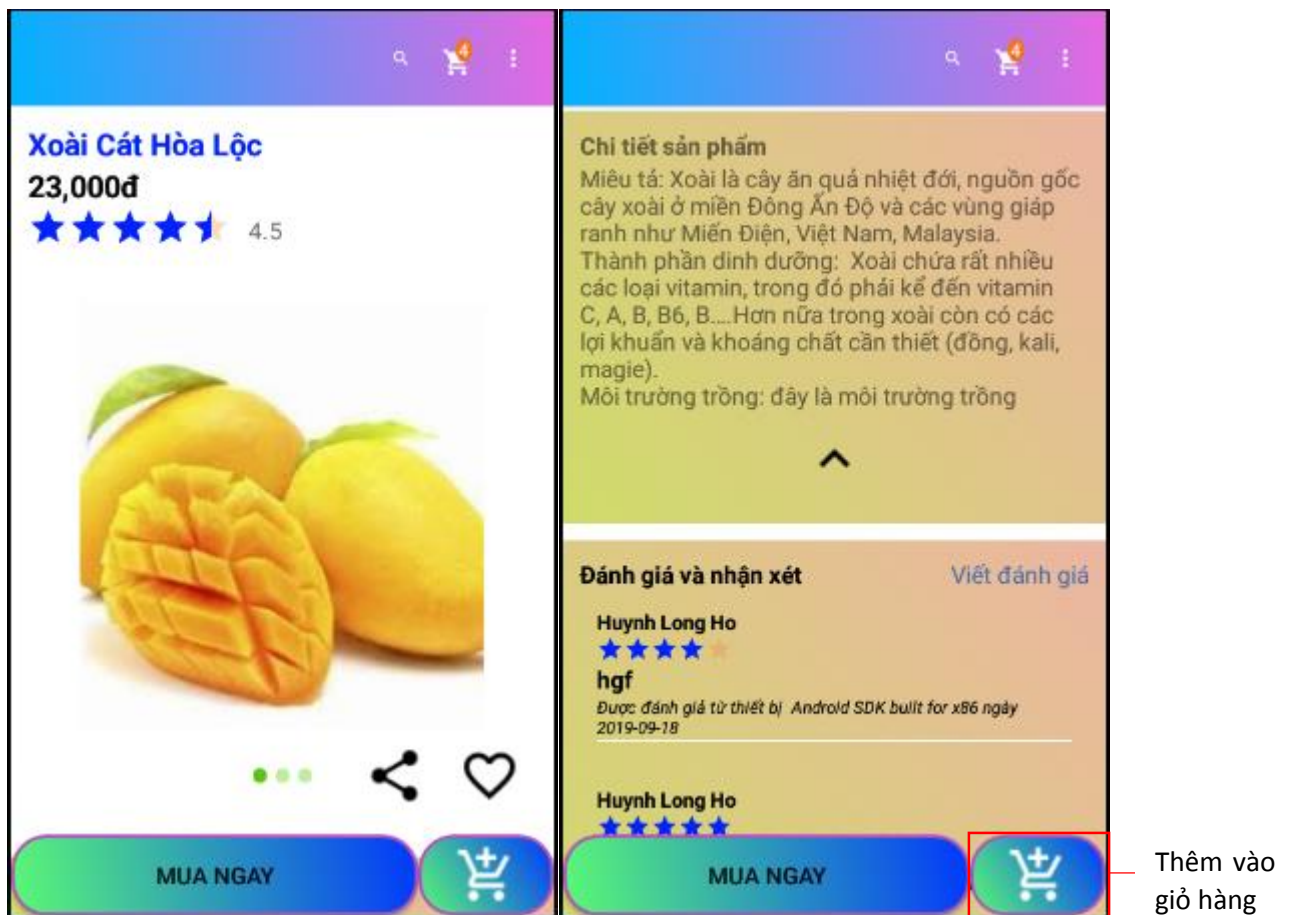 4
Xoài Cát Hòa Lộc
23,000đ
4.5
MUA NGAY
4
Chi tiết sản phẩm
Miêu tả: Xoài là cây ăn quả nhiệt đới, nguồn gốc
cây xoài ở miền Đông Ấn Độ và các vùng giáp
ranh như Miến Điện, Việt Nam, Malaysia.
Thành phần dinh dưỡng: Xoài chứa rất nhiều
các loại vitamin, trong đó phải kể đến vitamin
C, A, B, B6, B....Hơn nữa trong xoài còn có các
lợi khuẩn và khoáng chất cần thiết (đồng, kali,
magie).
Môi trường trồng: đây là môi trường trồng
Đánh giá và nhận xét Viết đánh giá
Huynh Long Ho
hgf
Được đánh giá từ thiết bị Android SDK built for x86 ngày
2019-09-18
Huynh Long Ho
MUA NGAY
Thêm vào
giỏ hàng